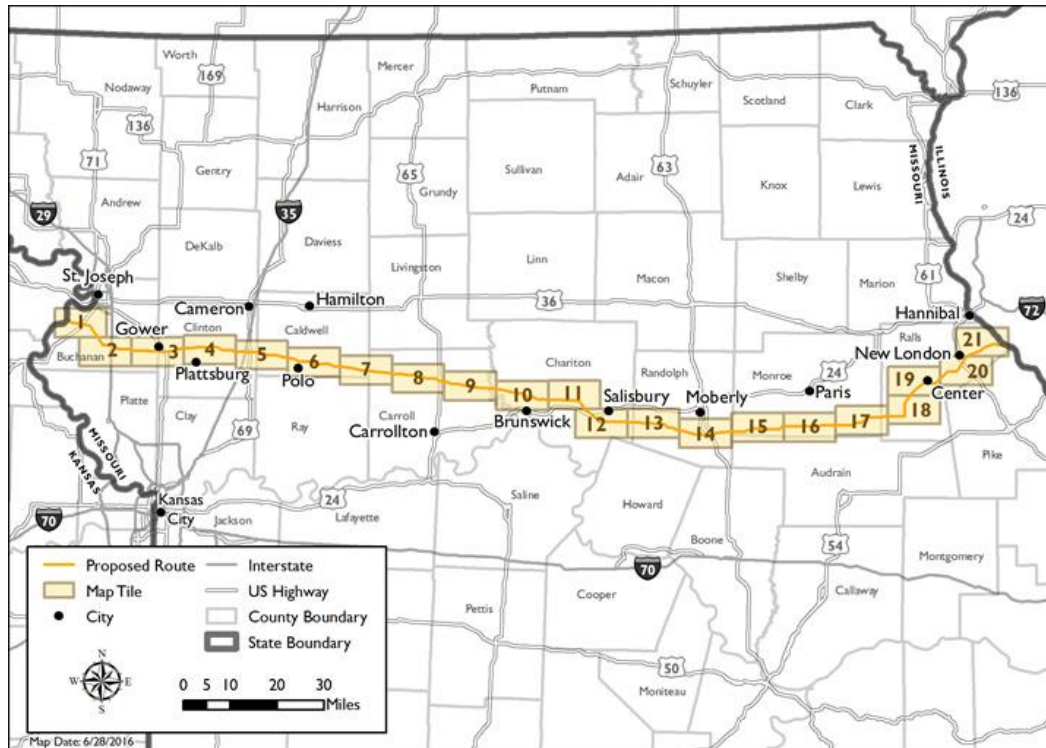 Worth
169
Mercer
Nodaway
Harrison
Putnam
Schuyler
Scotland
Clark
136
136
71
Gentry
65
Grundy
Sullivan
Adair
63
Knox
Lewis
MISSOURI
ILLINOIS
29
Andrew
35
24
DeKalb
Daviess
Livingston
Linn
Macon
Shelby
Marion
61
St. Joseph
Cameron
Hamilton
36
72
Hannibal
1
Gower
Clinton
Caldwell
Chariton
Ralls
21
Buchanan
2
3
4
5
6
7
8
9
10
11
Randolph
Monroe
24
New London
20
Plattsburg
Polo
Paris
19
Center
Platte
Clay
Ray
Carroll
Salisbury
Moberly
Carrollton
Brunswick
12
13
14
15
16
17
18
69
Pike
MISSOURI
KANSAS
Audrain
Saline
Howard
Boone
Kansas
City
24
70
Jackson
Lafayette
54
Montgomery
70
Cooper
Callaway
Pettis
50
Moniteau
Proposed Route
Map Tile
City
Interstate
US Highway
County Boundary
State Boundary
N
W
E
S
0 5 10 20 30
Miles
Map Date: 6/28/2016